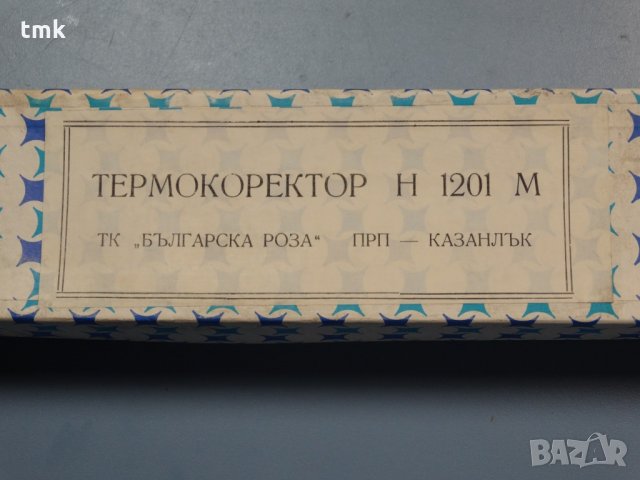 tmk
ТЕРМОКОРЕКТОР Н 1201 М
ТК „БЪЛГАРСКА РОЗА“ ПРП — КАЗАНЛЪК
BAZAR